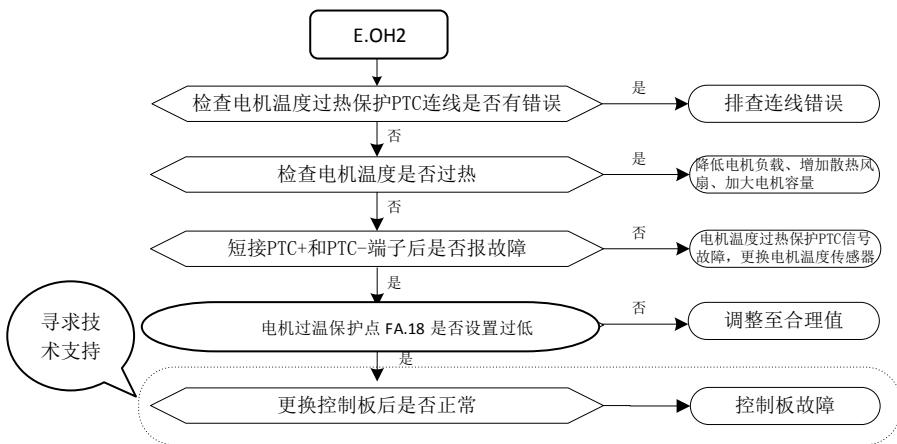 E.OH2
检查电机温度过热保护PTC连线是否有错误
是
排查连线错误
否
检查电机温度是否过热
是
降低电机负载、增加散热风
扇、加大电机容量
否
短接PTC+和PTC-端子后是否报故障
否
电机温度过热保护PTC信号
故障，更换电机温度传感器
是
寻求技
术支持
电机过温保护点 FA.18 是否设置过低
否
调整至合理值
是
更换控制板后是否正常
控制板故障